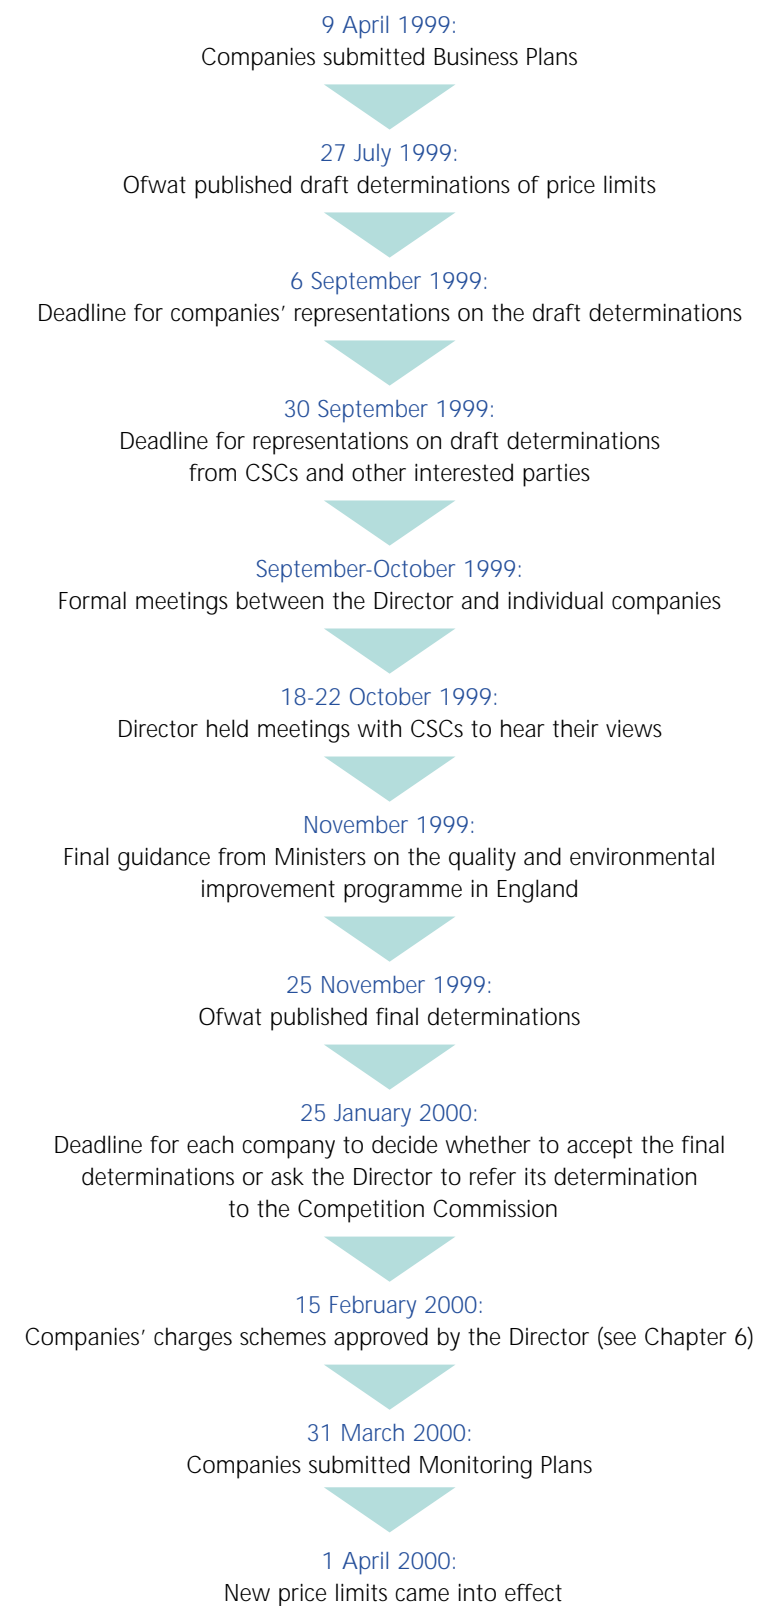 9 April 1999:
Companies submitted Business Plans
27 July 1999:
Ofwat published draft determinations of price limits
6 September 1999:
Deadline for companies' representations on the draft determinations
30 September 1999:
Deadline for representations on draft determinations
from CSCs and other interested parties
September-October 1999:
Formal meetings between the Director and individual companies
18-22 October 1999:
Director held meetings with CSCs to hear their views
November 1999:
Final guidance from Ministers on the quality and environmental
improvement programme in England
25 November 1999:
Ofwat published final determinations
25 January 2000:
Deadline for each company to decide whether to accept the final
determinations or ask the Director to refer its determination
to the Competition Commission
15 February 2000:
Companies' charges schemes approved by the Director (see Chapter 6)
31 March 2000:
Companies submitted Monitoring Plans
1 April 2000:
New price limits came into effect